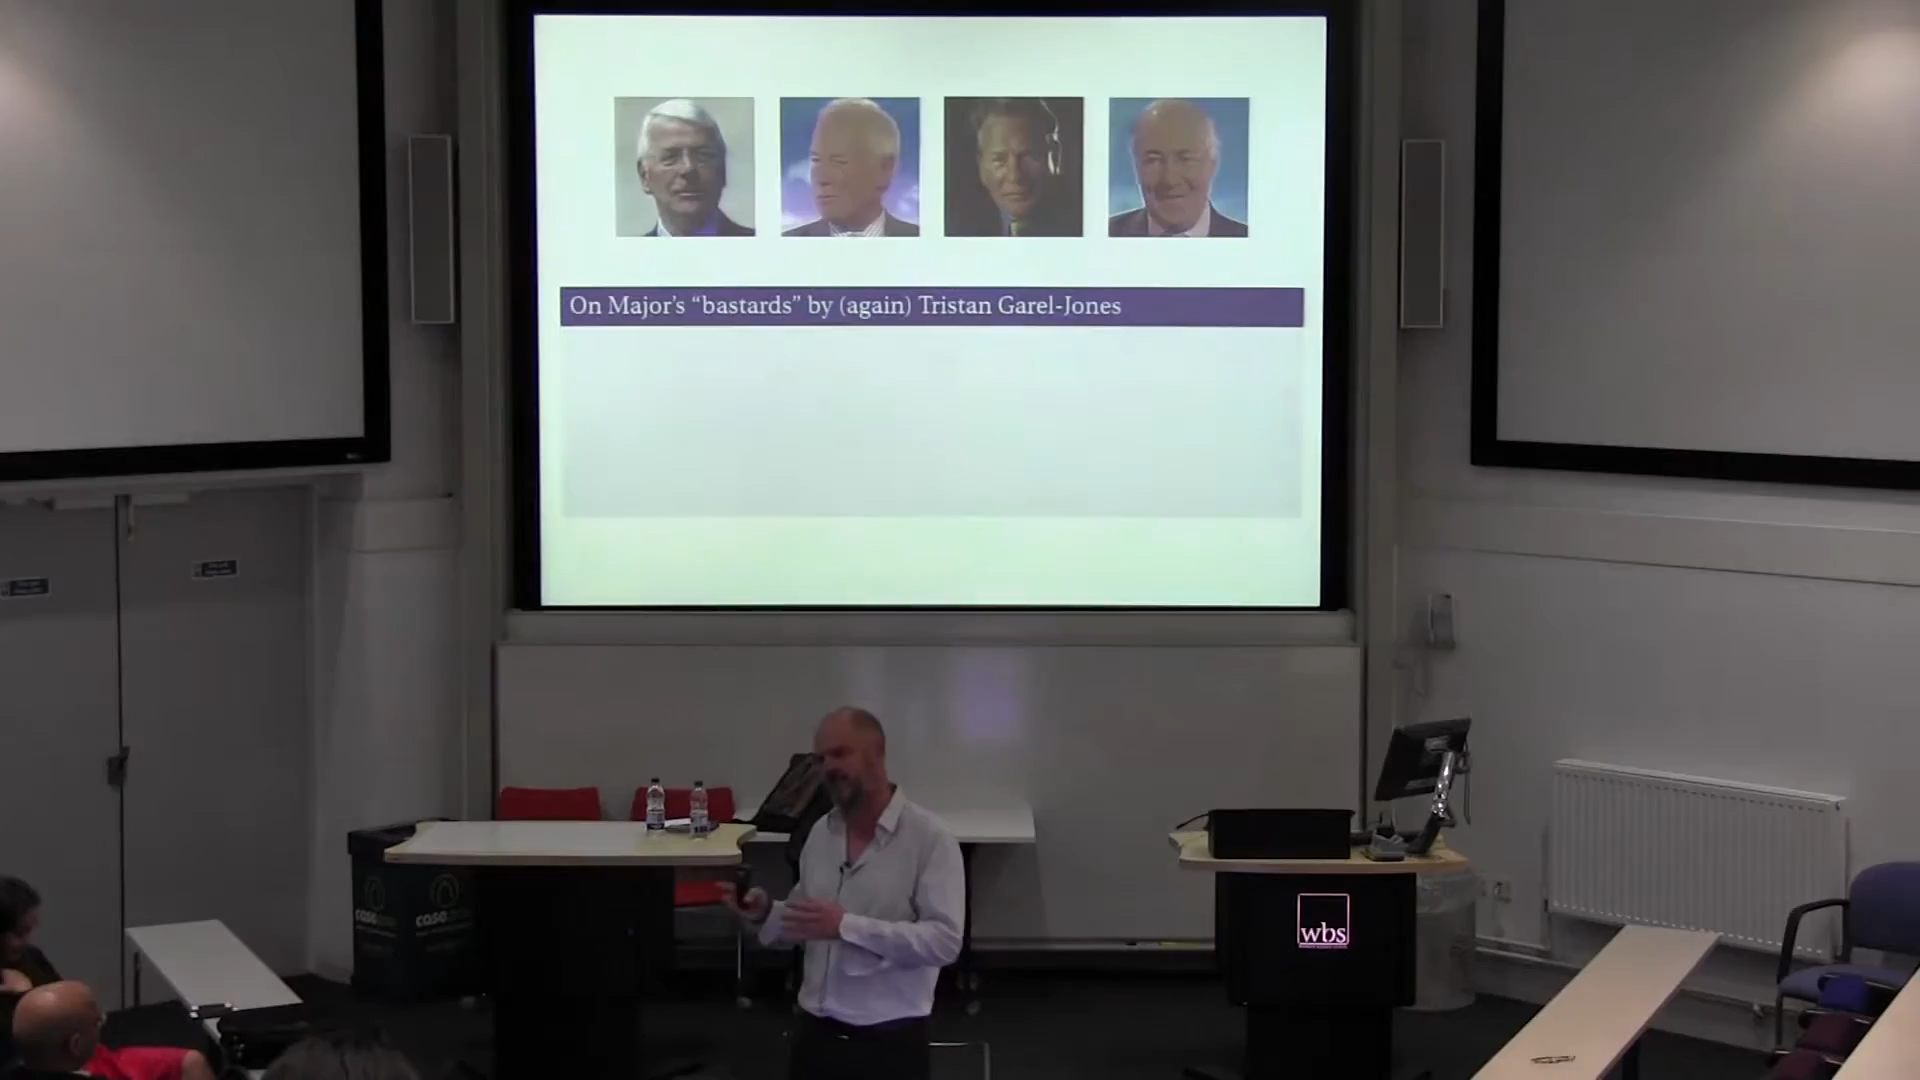 On Major's “bastards” by (again) Tristan Garel-Jones
wbs